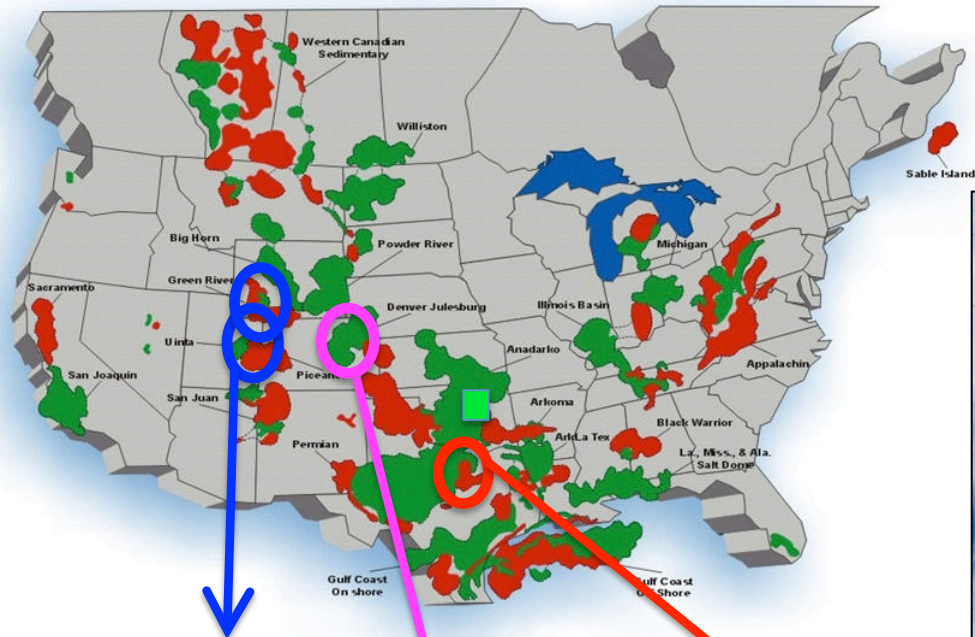 Western Canadian
Sedimentary
Williston
Sable Island
Big Horn
Powder River
Michigan
Green River
Sacramento
Denver Julesburg
Illinois Basin
Uinta
Anadarko
Appalachin
San Joaquin
San Juan
Arkoma
Black Warrior
Permian
ArkLa Tex
La., Miss., & Ala.
Salt Dome
Gulf Coast
On shore
Gulf Coast
Shore